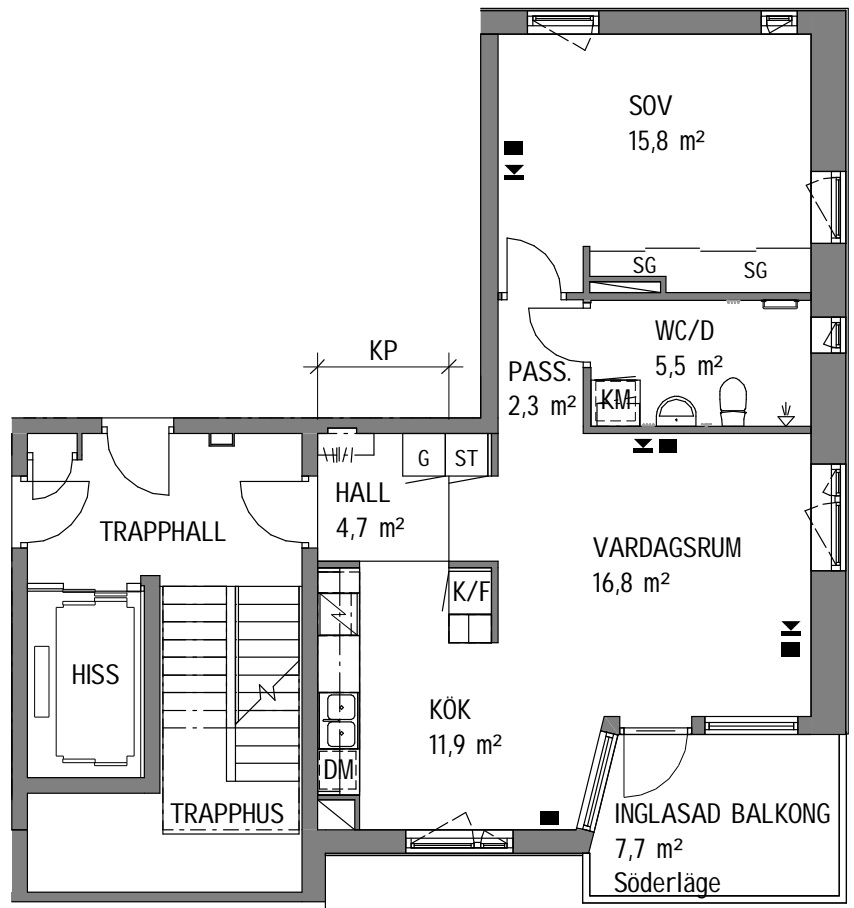 SOV
15,8 m²
SG
SG
WC/D
5,5 m²
KP
PASS.
2,3 m²
KM
G
ST
HALL
4,7 m²
TRAPPHALL
VARDAGSRUM
16,8 m²
K/F
HISS
KÖK
11,9 m²
DM
TRAPPHUS
INGLASAD BALKONG
7,7 m²
Söderläge